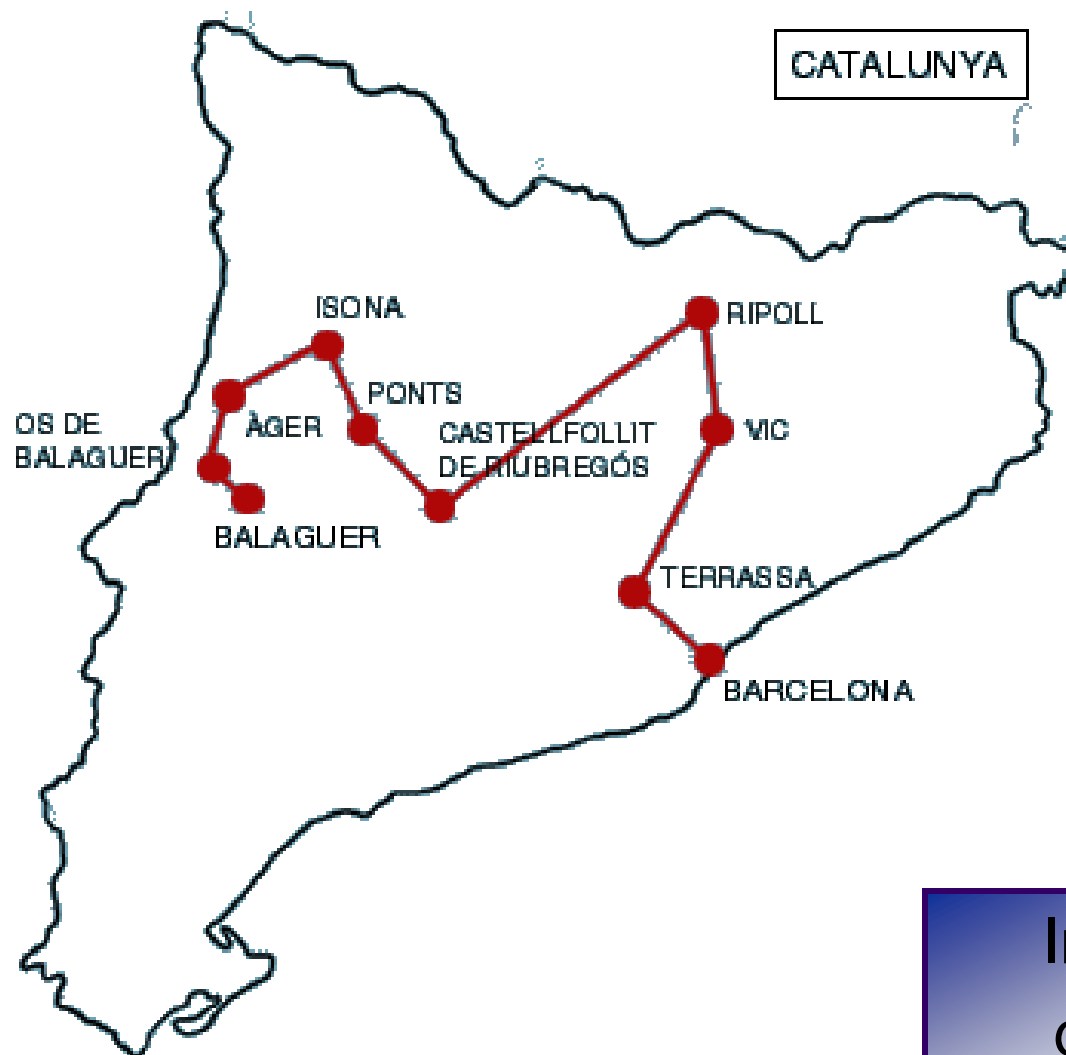 CATALUNYA
ISONA
RIPOLL
PONTS
OS DE
BALAGUER
ÀGER
CASTELLFOLLIT
DE RIUBREGÓS
VIC
BALAGUER
TERRASSA
BARCELONA